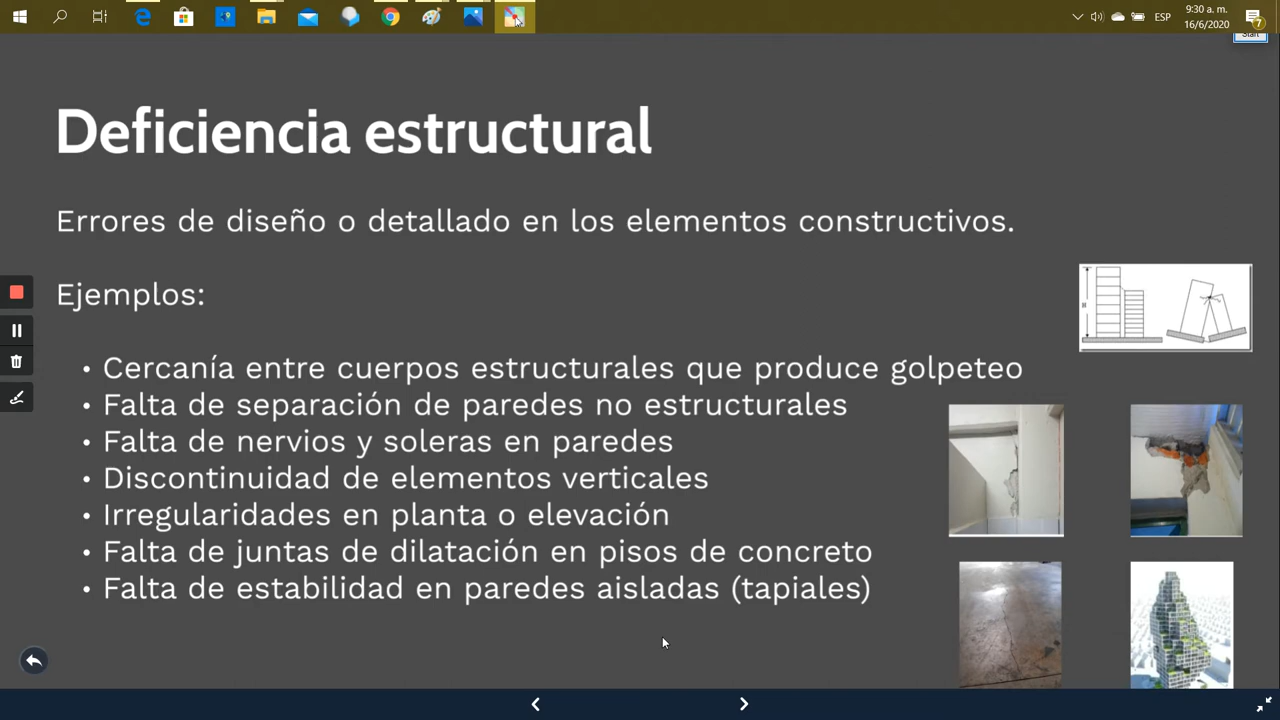 ESP
9:30 a. m.
16/6/2020
7
Start
Deficiencia estructural
Errores de diseño o detallado en los elementos constructivos.
Ejemplos:
• Cercanía entre cuerpos estructurales que produce golpeteo
• Falta de separación de paredes no estructurales
• Falta de nervios y soleras en paredes
• Discontinuidad de elementos verticales
• Irregularidades en planta o elevación
• Falta de juntas de dilatación en pisos de concreto
• Falta de estabilidad en paredes aisladas (tapiales)